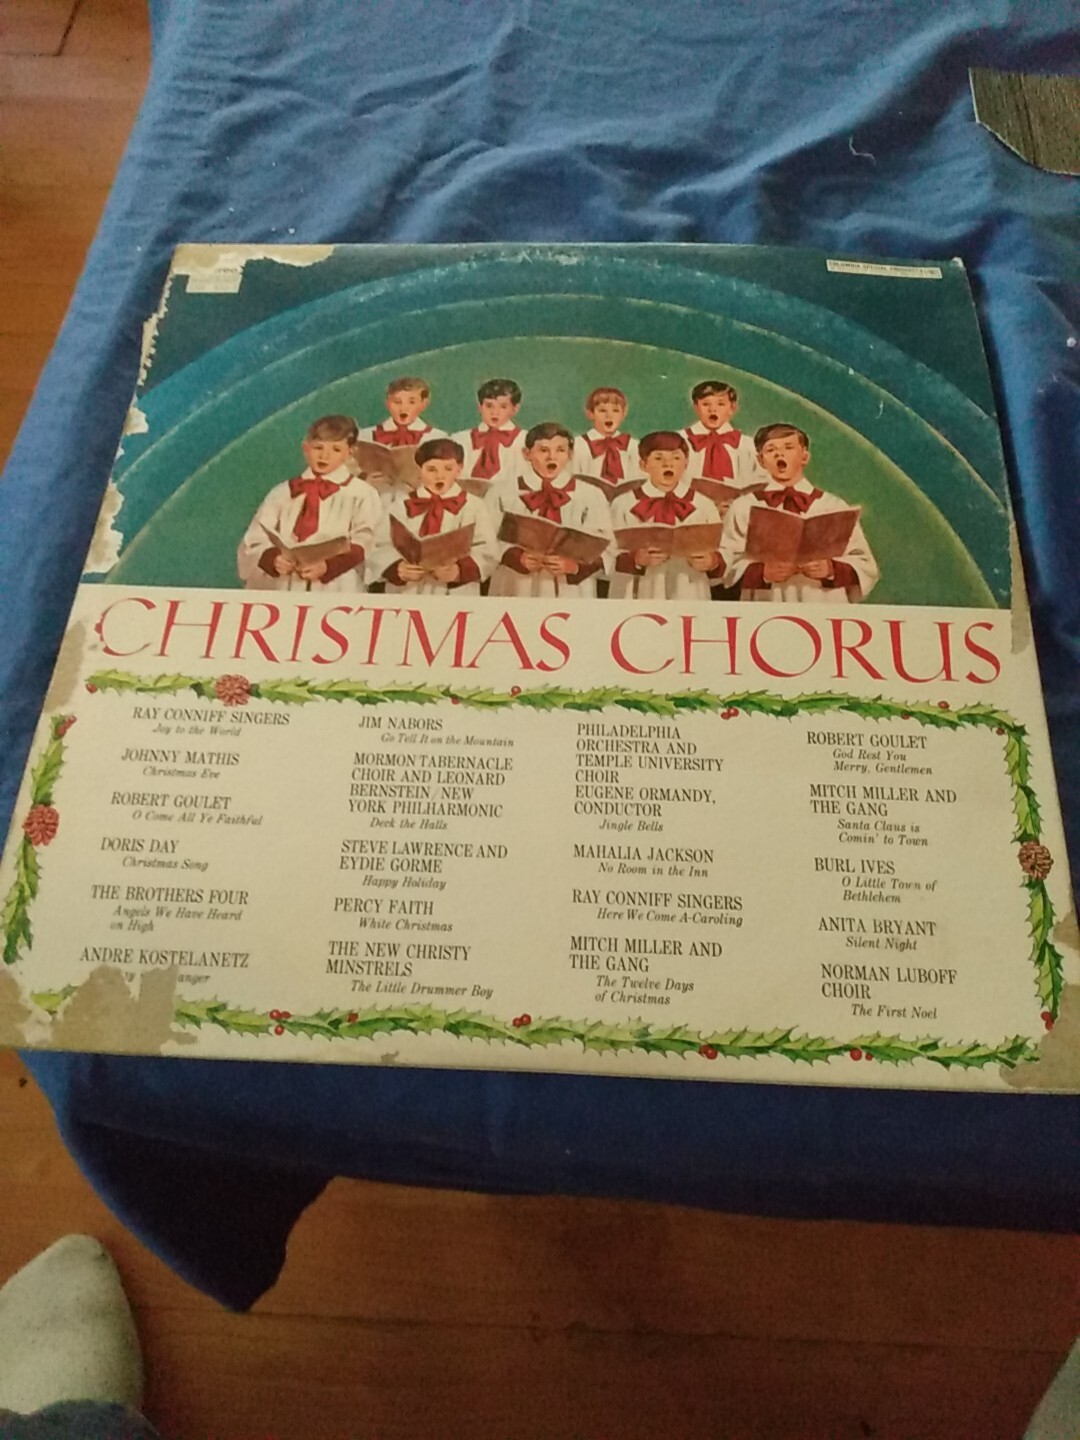 CHRISTMAS CHORUS
RAY CONNIFF SINGERS
Joy to the World
JOHNNY MATHIS
Christmas Eve
ROBERT GOULET
O Come All Ye Faithful
DORIS DAY
Christmas Song
THE BROTHERS FOUR
Angels We Have Heard
on High
ANDRE KOSTELANETZ
anger
JIM NABORS
Go Tell It on the Mountain
MORMON TABERNACLE
CHOIR AND LEONARD
BERNSTEIN/NEW
YORK PHILHARMONIC
Deck the Halls
STEVE LAWRENCE AND
EYDIE GORME
Happy Holiday
PERCY FAITH
White Christmas
THE NEW CHRISTY
MINSTRELS
The Little Drummer Boy
PHILADELPHIA
ORCHESTRA AND
TEMPLE UNIVERSITY
CHOIR
EUGENE ORMANDY,
CONDUCTOR
Jingle Bells
MAHALIA JACKSON
No Room in the Inn
RAY CONNIFF SINGERS
Here We Come A-Caroling
MITCH MILLER AND
THE GANG
The Twelve Days
of Christmas
ROBERT GOULET
God Rest You
Merry, Gentlemen
MITCH MILLER AND
THE GANG
Santa Claus is
Comin' to Town
BURL IVES
O Little Town of
Bethlehem
ANITA BRYANT
Silent Night
NORMAN LUBOFF
CHOIR
The First Noel